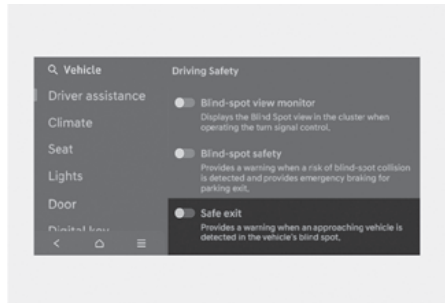 Vehicle
Driver assistance
Climate
Seat
Lights
Door
Digital key
Driving Safety
Blind-spot view monitor
Displays the Blind Spot view in the cluster when
operating the turn signal control.
Blind-spot safety
Provides a warning when a risk of blind-spot collision
is detected and provides emergency braking for
parking exit.
Safe exit
Provides a warning when an approaching vehicle is
detected in the vehicle's blind spot.